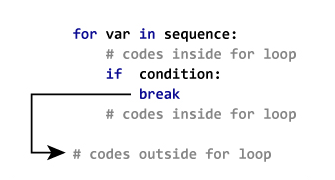 for var in sequence:
    # codes inside for loop
    if  condition:
        break
    # codes inside for loop

# codes outside for loop